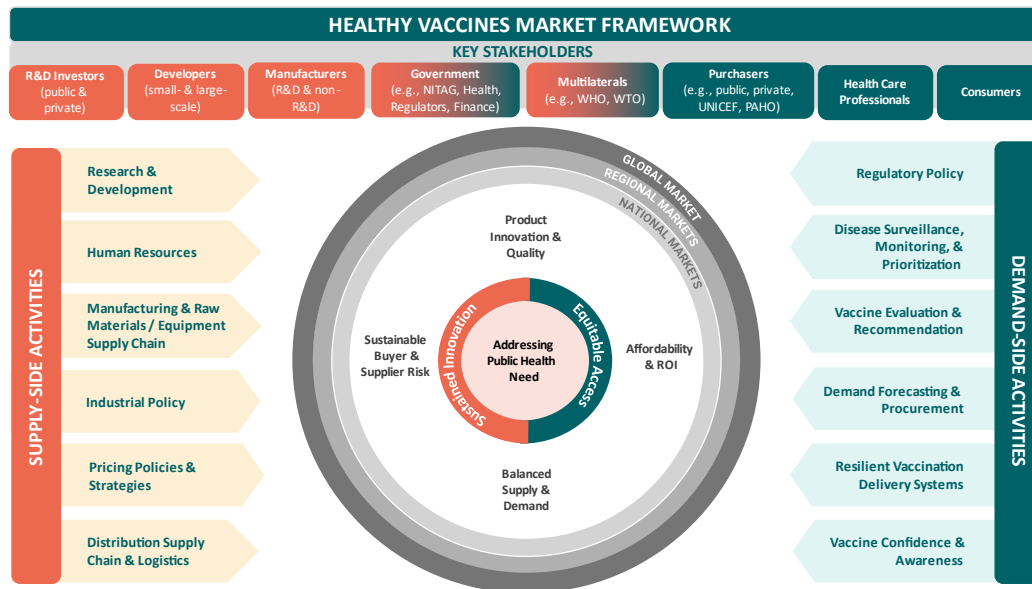 HEALTHY VACCINES MARKET FRAMEWORK
KEY STAKEHOLDERS
R&D Investors
(public &
private)
Developers
(small- & large-
scale)
Manufacturers
(R&D & non-
R&D)
Government
(e.g., NITAG, Health,
Regulators, Finance)
Multilaterals
(e.g., WHO, WTO)
Purchasers
(e.g., public, private,
UNICEF, PAHO)
Health Care
Professionals
Consumers
SUPPLY-SIDE ACTIVITIES
Research &
Development
Human Resources
Manufacturing & Raw
Materials / Equipment
Supply Chain
Industrial Policy
Pricing Policies &
Strategies
Distribution Supply
Chain & Logistics
GLOBAL MARKET
REGIONAL MARKETS
NATIONAL MARKETS
Product
Innovation &
Quality
Sustainable
Buyer &
Supplier Risk
Sustained Innovation
Addressing
Public Health
Need
Equitable Access
Affordability
& ROI
Balanced
Supply &
Demand
Regulatory Policy
Disease Surveillance,
Monitoring, &
Prioritization
Vaccine Evaluation &
Recommendation
Demand Forecasting &
Procurement
Resilient Vaccination
Delivery Systems
Vaccine Confidence &
Awareness
DEMAND-SIDE ACTIVITIES